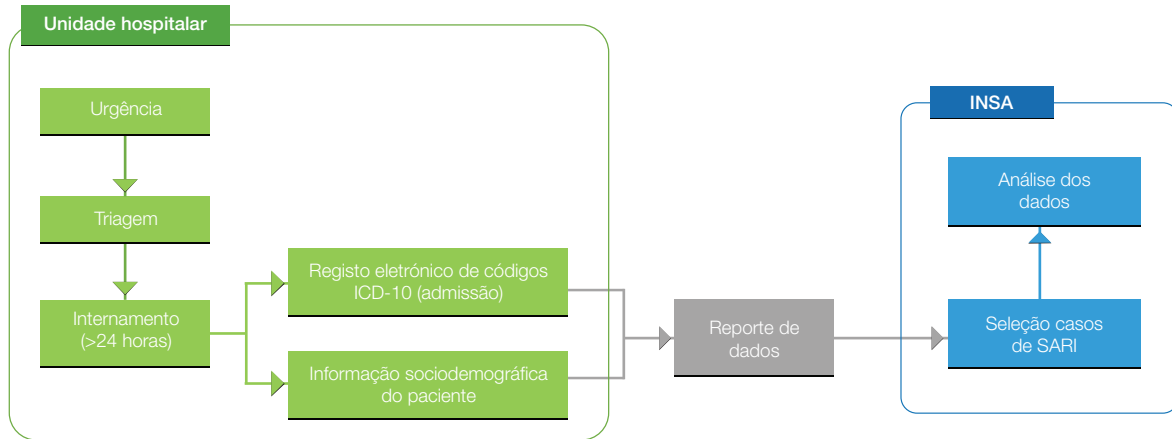 Unidade hospitalar
Urgência
Triagem
Internamento
(>24 horas)
Registo eletrónico de códigos
ICD-10 (admissão)
Informação sociodemográfica
do paciente
Reporte de
dados
INSA
Análise dos
dados
Seleção casos
de SARI